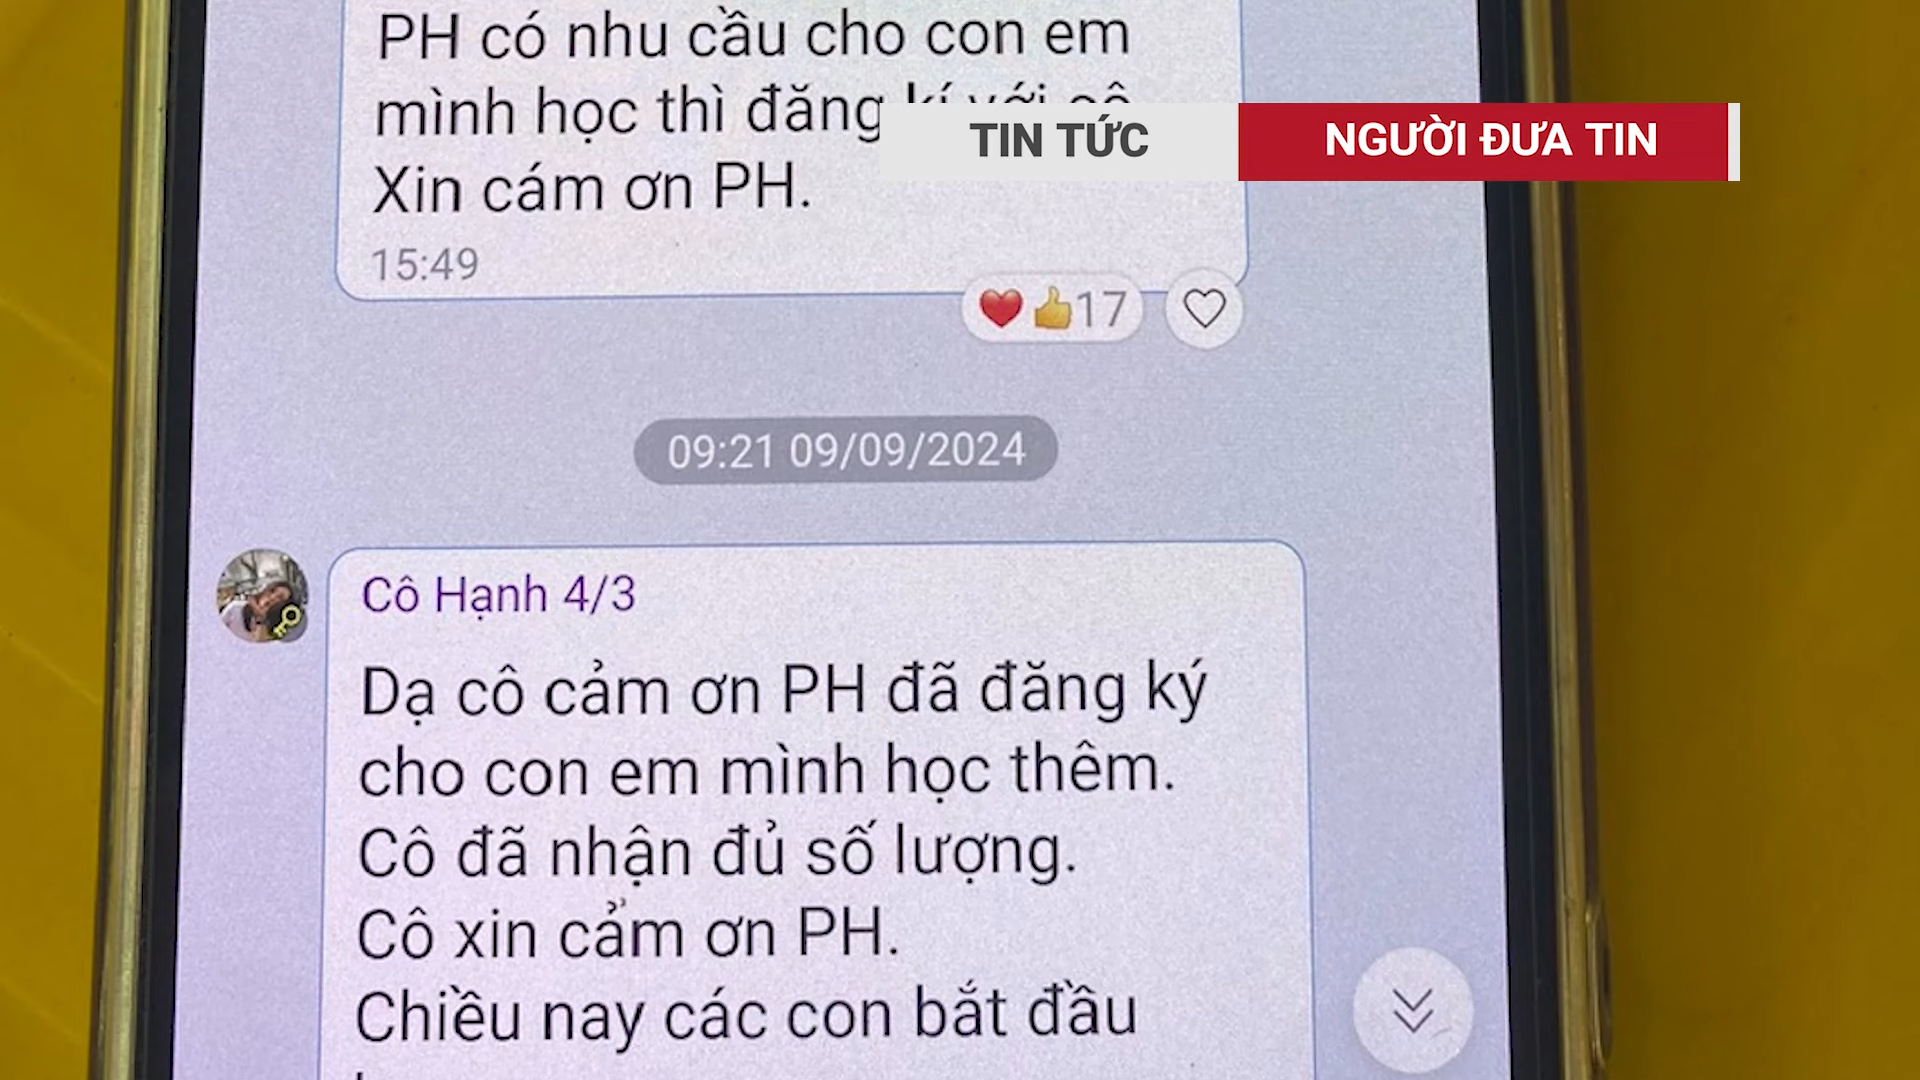 PH có nhu cầu cho con em
mình học thì đăng kí với cô
TIN TỨC
NGƯỜI ĐƯA TIN
Xin cám ơn PH.
15:49
17
09:21 09/09/2024
Cô Hạnh 4/3
Dạ cô cảm ơn PH đã đăng ký
cho con em mình học thêm.
Cô đã nhận đủ số lượng.
Cô xin cảm ơn PH.
Chiều nay các con bắt đầu